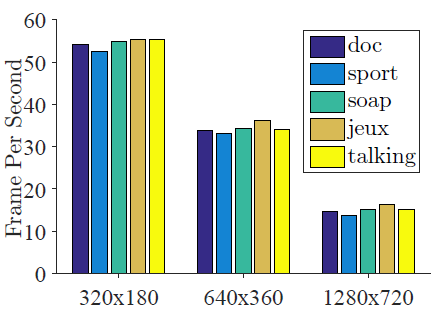 Frame Per Second
60
50
40
30
20
10
0
doc
sport
soap
jeux
talking
320x180
640x360
1280x720